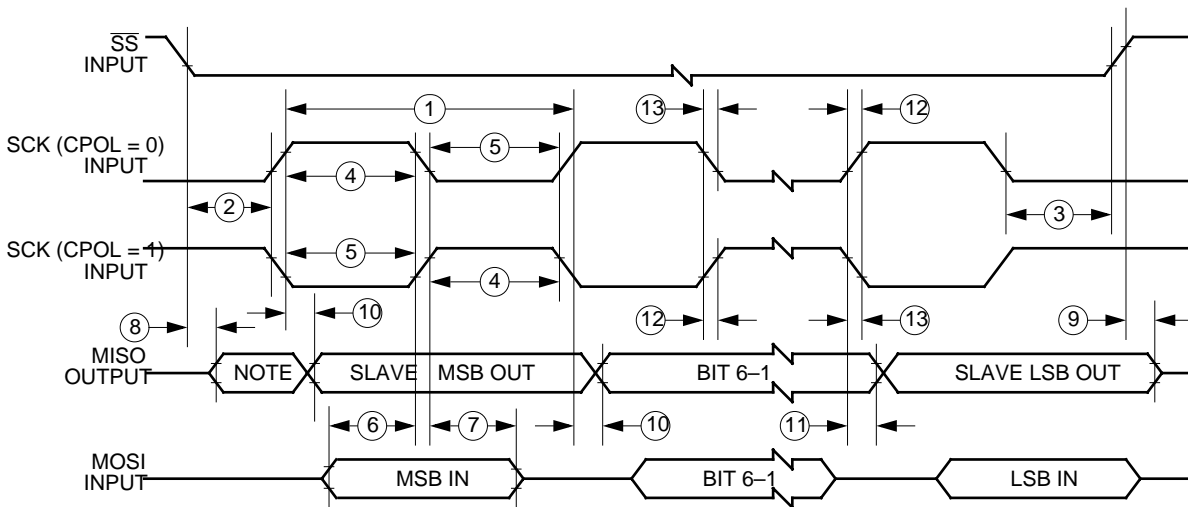 SS
INPUT
1
13
12
SCK (CPOL = 0)
INPUT
5
4
2
3
SCK (CPOL = 1)
INPUT
5
4
8
10
12
13
9
MISO
OUTPUT
NOTE
SLAVE MSB OUT
BIT 6–1
SLAVE LSB OUT
6
7
10
11
MOSI
INPUT
MSB IN
BIT 6–1
LSB IN